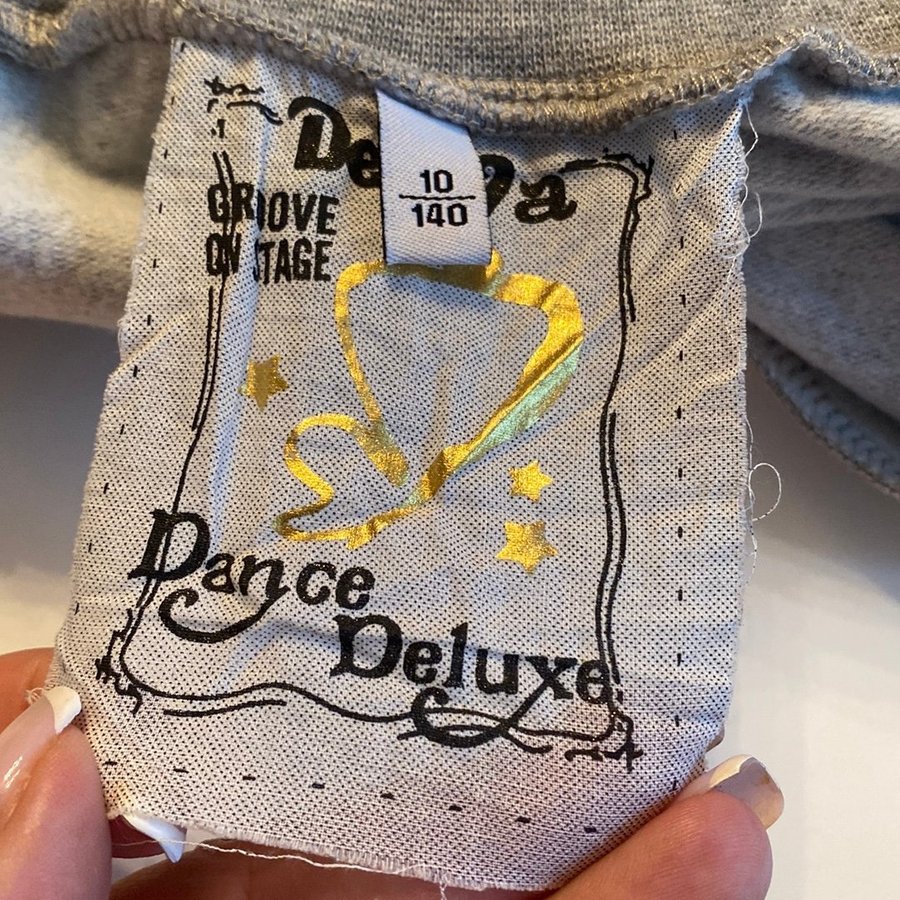 10
140
GROOVE
ON STAGE
Dance
Deluxe